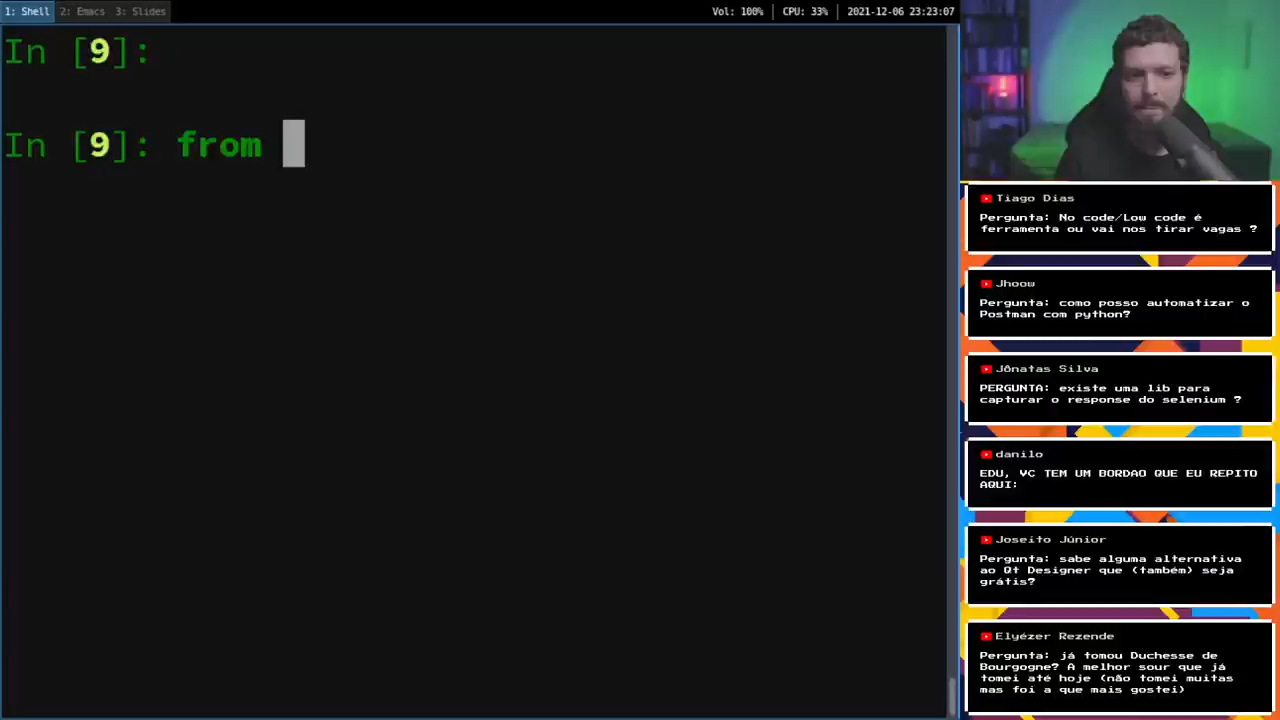 1: Shell 2: Emacs 3: Slides Vol: 100% CPU: 33% 2021-12-06 23:23:07
In [9]:
In [9]: from
Tiago Dias
Pergunta: No code/Low code é
ferramenta ou vai nos tirar vagas ?
Jhoow
Pergunta: como posso automatizar o
Postman com python?
Jônatas Silva
PERGUNTA: existe uma lib para
capturar o response do selenium ?
danilo
EDU, VC TEM UM BORDAO QUE EU REPITO
AQUI:
Joseito Júnior
Pergunta: sabe alguma alternativa
ao Qt Designer que (também) seja
grátis?
Elyézer Rezende
Pergunta: já tomou Duchesse de
Bourgogne? A melhor sour que já
tomei até hoje (não tomei muitas
mas foi a que mais gostei)